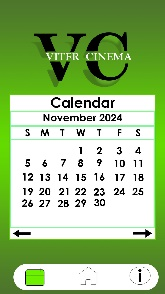 VC
VITER CINEMA
Calendar
November 2024
S M T W T F S
1 2 3 4
5 6 7 8 9 10 11
12 13 14 15 16 17 18
19 20 21 22 23 24 25
26 27 28 29 30
i